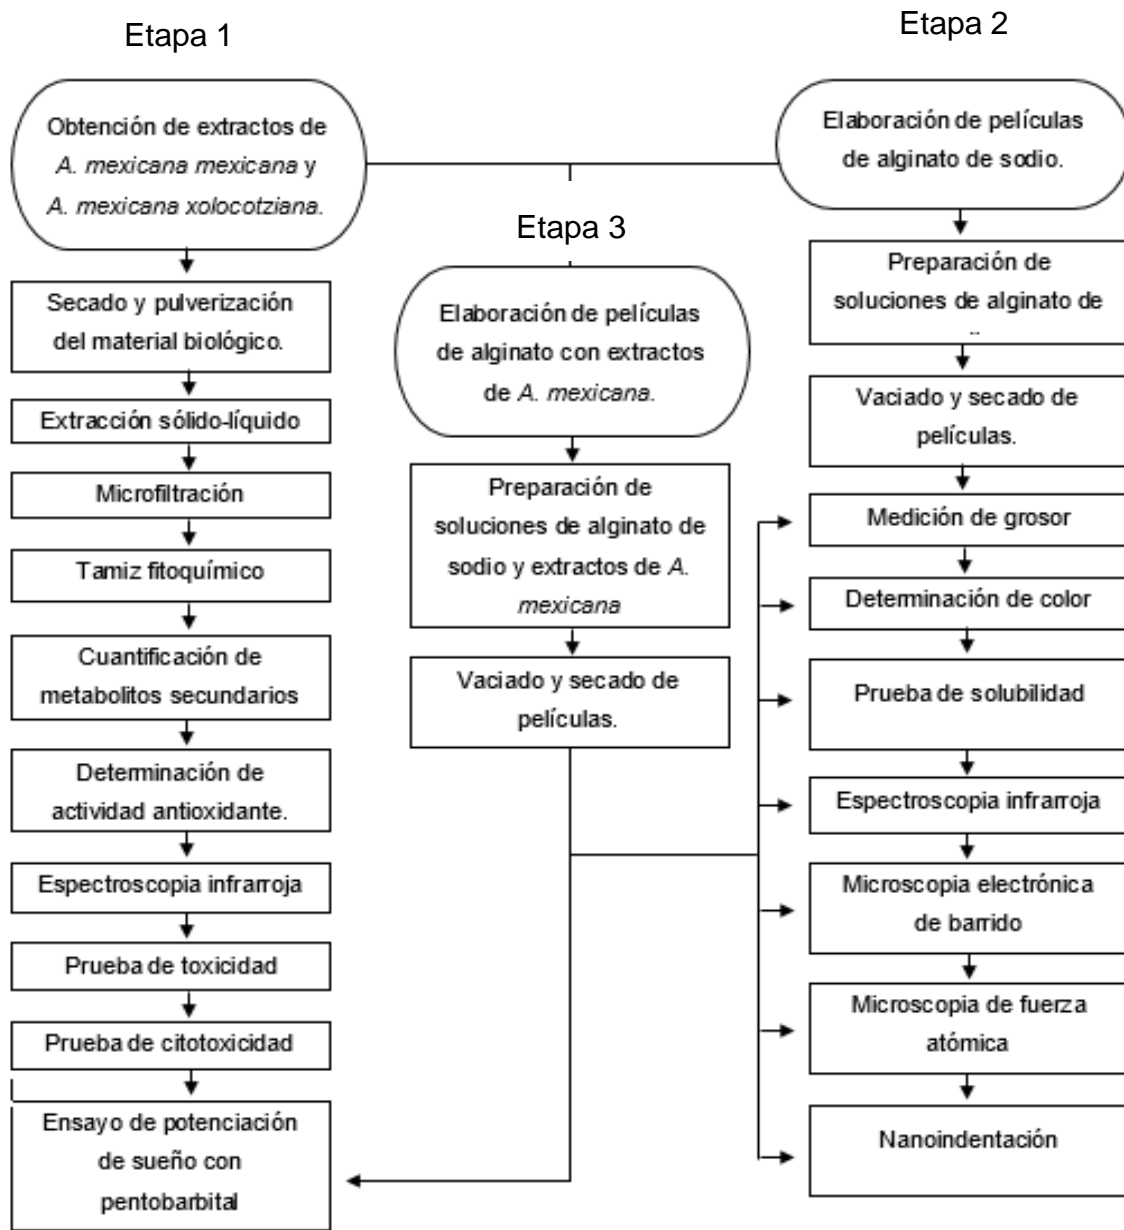 Etapa 1
Obtención de extractos de
A. mexicana mexicana y
A. mexicana xolocotziana.
Secado y pulverización
del material biológico.
Extracción sólido-líquido
Microfiltración
Tamiz fitoquímico
Cuantificación de
metabolitos secundarios
Determinación de
actividad antioxidante.
Espectroscopia infrarroja
Prueba de toxicidad
Prueba de citotoxicidad
Ensayo de potenciación
de sueño con
pentobarbital
Etapa 3
Elaboración de películas
de alginato con extractos
de A. mexicana.
Preparación de
soluciones de alginato de
sodio y extractos de A.
mexicana
Vaciado y secado de
películas.
Etapa 2
Elaboración de películas
de alginato de sodio.
Preparación de
soluciones de alginato de
Vaciado y secado de
películas.
Medición de grosor
Determinación de color
Prueba de solubilidad
Espectroscopia infrarroja
Microscopia electrónica
de barrido
Microscopia de fuerza
atómica
Nanoindentación